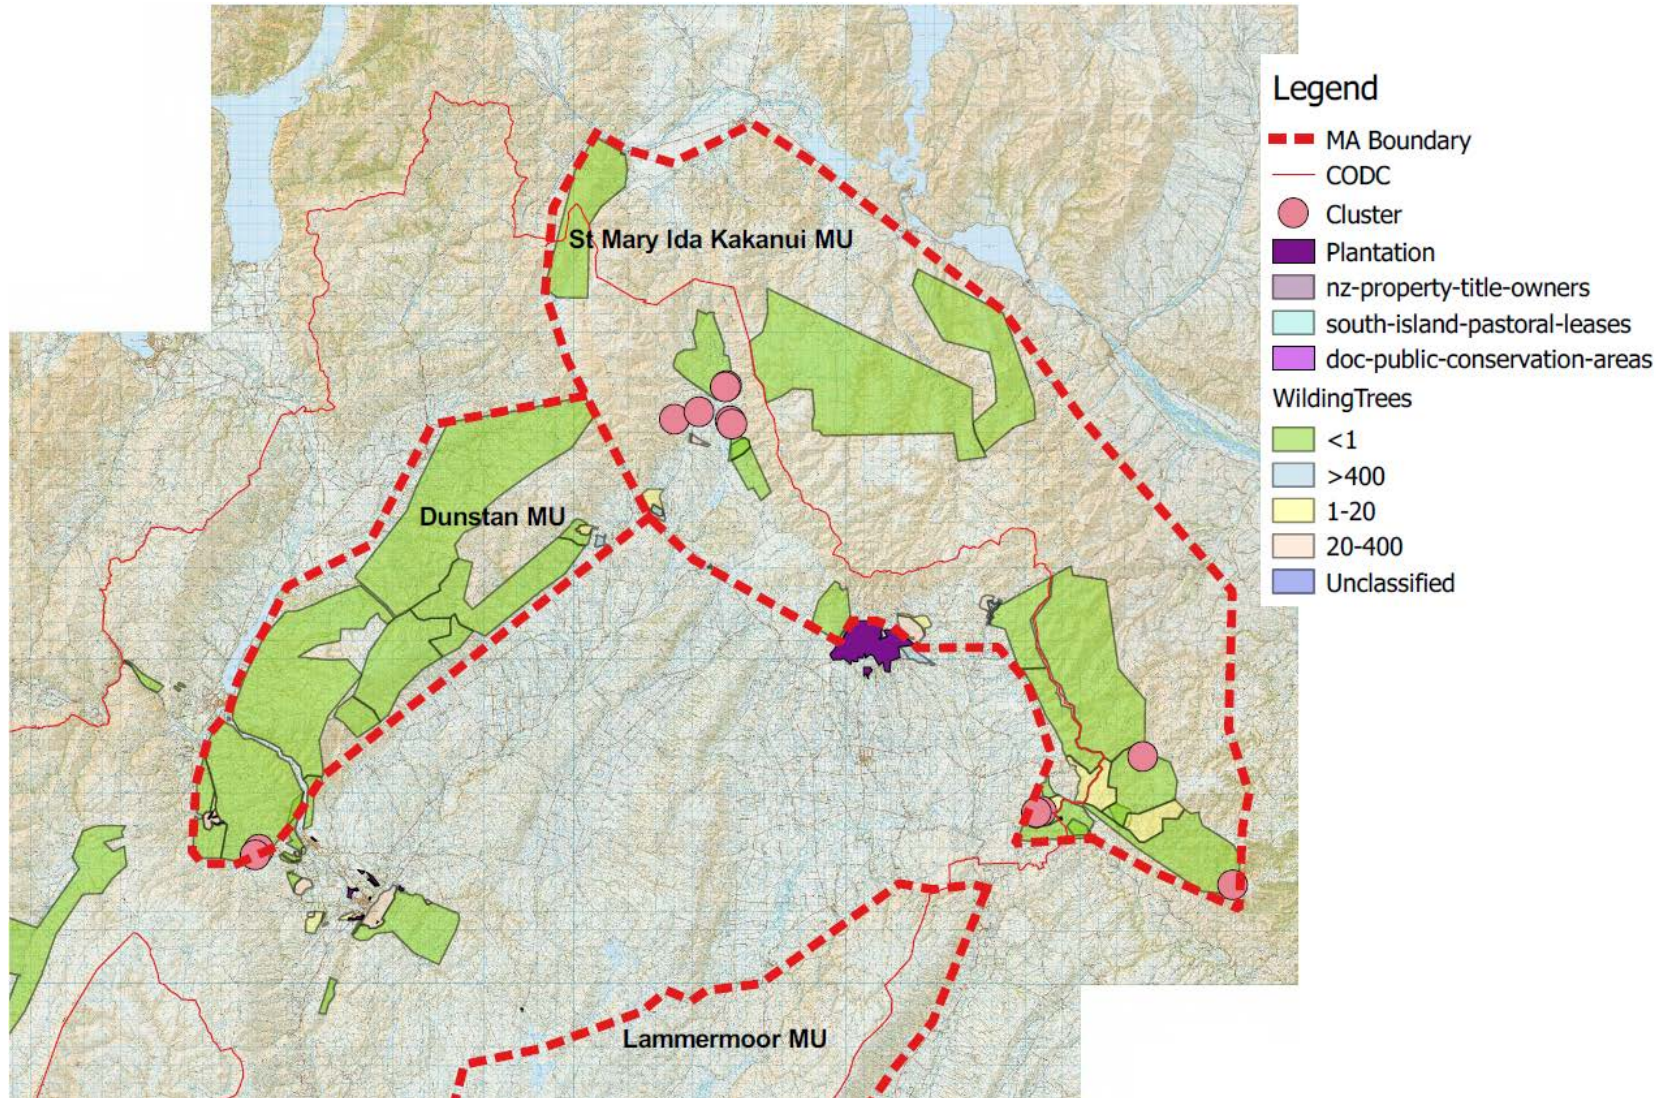 St Mary Ida Kakanui MU
Dunstan MU
Lammermoor MU
Legend
MA Boundary
CODC
Cluster
Plantation
nz-property-title-owners
south-island-pastoral-leases
doc-public-conservation-areas
WildingTrees
<1
>400
1-20
20-400
Unclassified